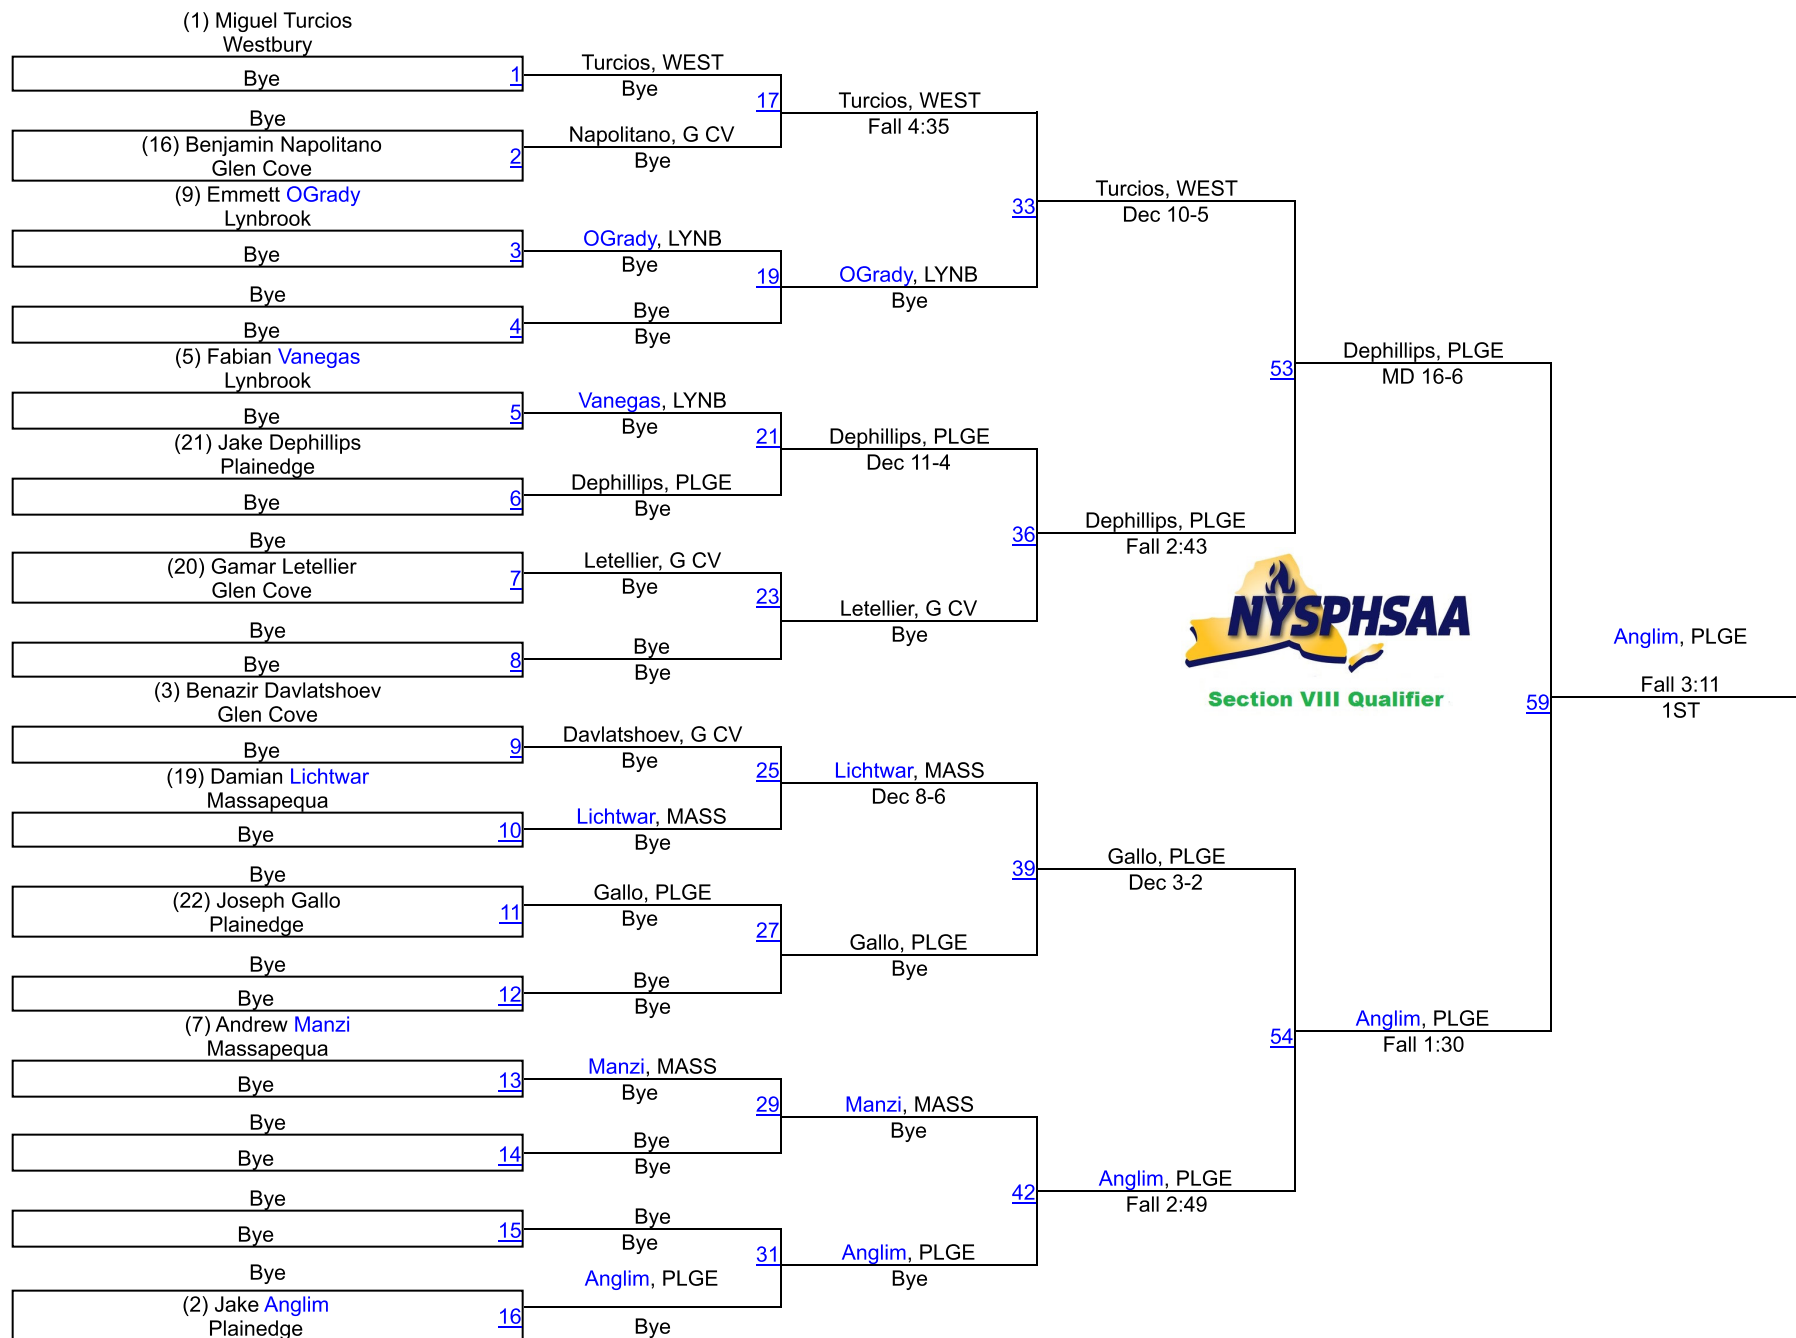 (1) Miguel Turcios
Westbury
Bye
1
Bye
(16) Benjamin Napolitano
Glen Cove
2
(9) Emmett OGrady
Lynbrook
Bye
3
Bye
Bye
4
(5) Fabian Vanegas
Lynbrook
Bye
5
(21) Jake Dephillips
Plainedge
Bye
6
Bye
(20) Gamar Letellier
Glen Cove
7
Bye
Bye
8
(3) Benazir Davlatshoev
Glen Cove
Bye
9
(19) Damian Lichtwar
Massapequa
Bye
10
Bye
(22) Joseph Gallo
Plainedge
11
Bye
Bye
12
(7) Andrew Manzi
Massapequa
Bye
13
Bye
Bye
14
Bye
Bye
15
Bye
(2) Jake Anglim
Plainedge
16
Turcios, WEST
Bye
17
Napolitano, G CV
Bye
OGrady, LYNB
Bye
19
Bye
Bye
Vanegas, LYNB
Bye
21
Dephillips, PLGE
Bye
Letellier, G CV
Bye
23
Bye
Bye
Davlatshoev, G CV
Bye
25
Lichtwar, MASS
Bye
Gallo, PLGE
Bye
27
Bye
Bye
Manzi, MASS
Bye
29
Bye
Bye
Bye
Bye
31
Anglim, PLGE
Bye
Turcios, WEST
Fall 4:35
33
OGrady, LYNB
Bye
Dephillips, PLGE
Dec 11-4
36
Letellier, G CV
Bye
Lichtwar, MASS
Dec 8-6
39
Gallo, PLGE
Bye
Manzi, MASS
Bye
42
Anglim, PLGE
Bye
Turcios, WEST
Dec 10-5
53
Dephillips, PLGE
Fall 2:43
NYSPHSAA
Section VIII Qualifier
Gallo, PLGE
Dec 3-2
54
Anglim, PLGE
Fall 2:49
Dephillips, PLGE
MD 16-6
59
Anglim, PLGE
Fall 1:30
Anglim, PLGE
Fall 3:11
1ST